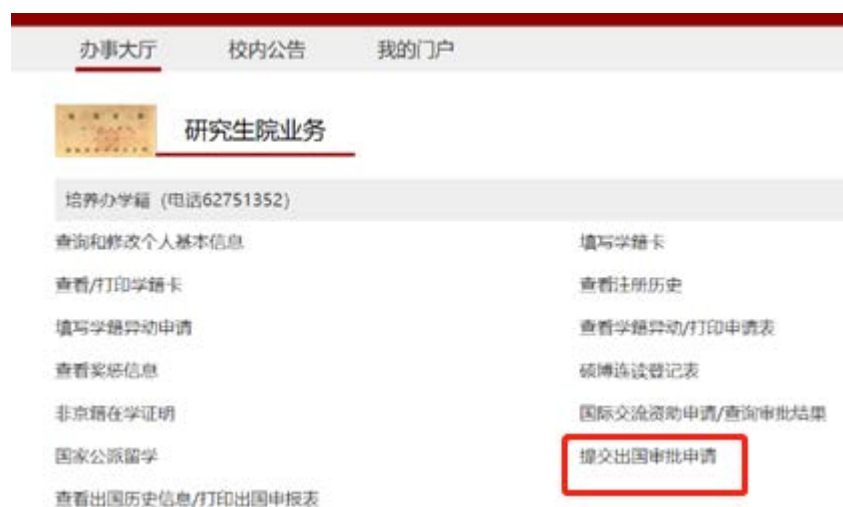 办事大厅 校内公告 我的门户
研究生院业务
培养办学籍 (电话62751352)
查询和修改个人基本信息 填写学籍卡
查看/打印学籍卡 查看注册历史
填写学籍异动申请 查看学籍异动/打印申请表
查看奖惩信息 硕博连读登记表
非京籍在学证明 国际交流资助申请/查询审批结果
国家公派留学 提交出国审批申请
查看出国历史信息/打印出国申报表